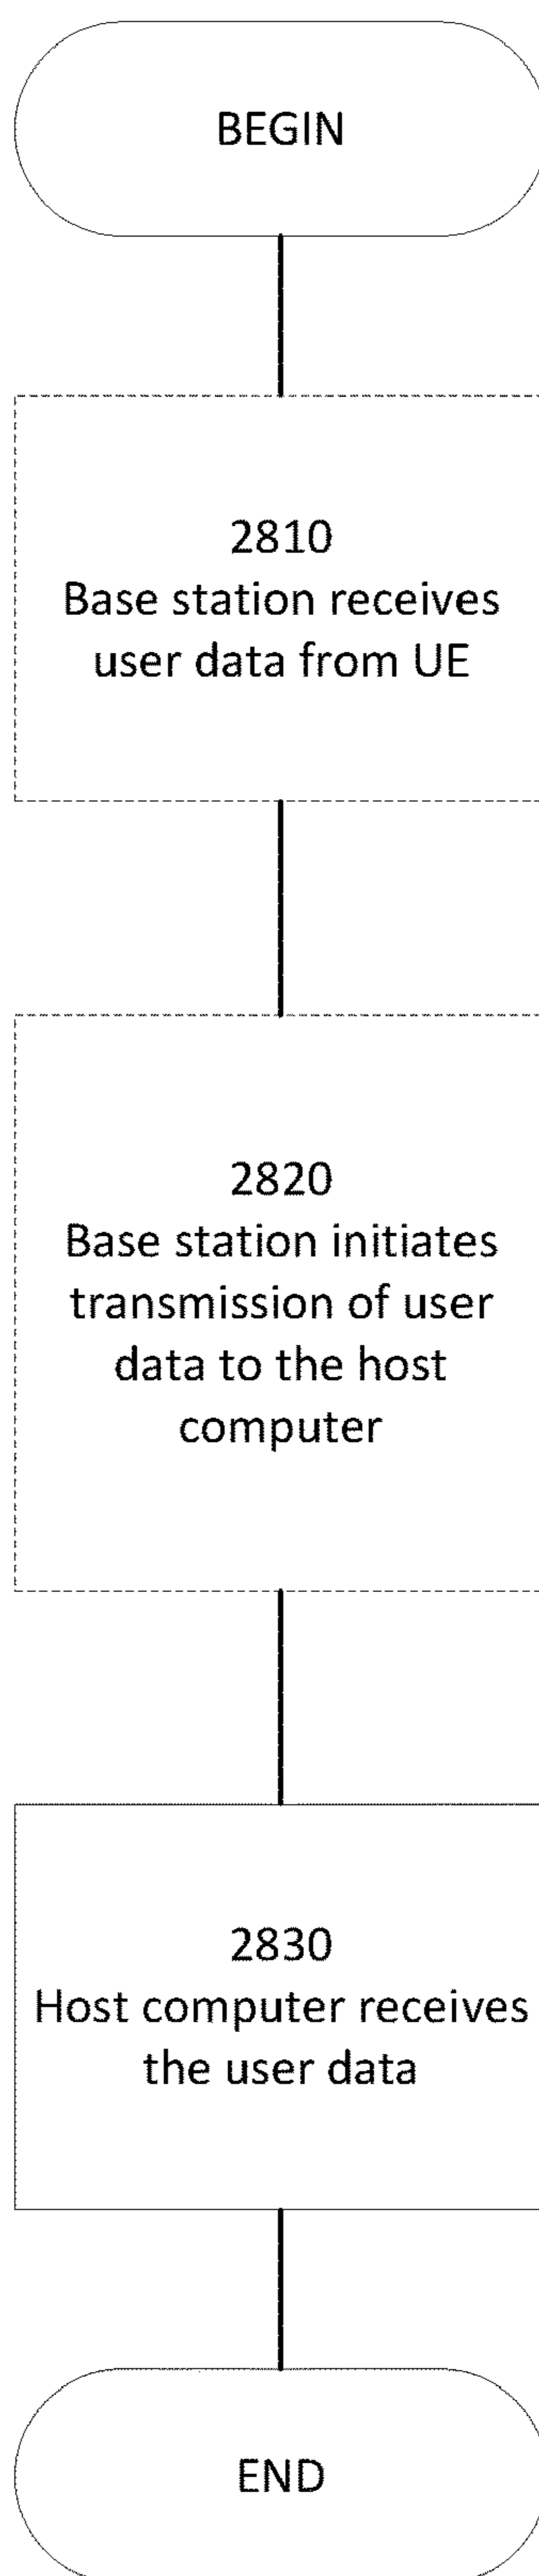 BEGIN
2810
Base station receives
user data from UE
2820
Base station initiates
transmission of user
data to the host
computer
2830
Host computer receives
the user data
END